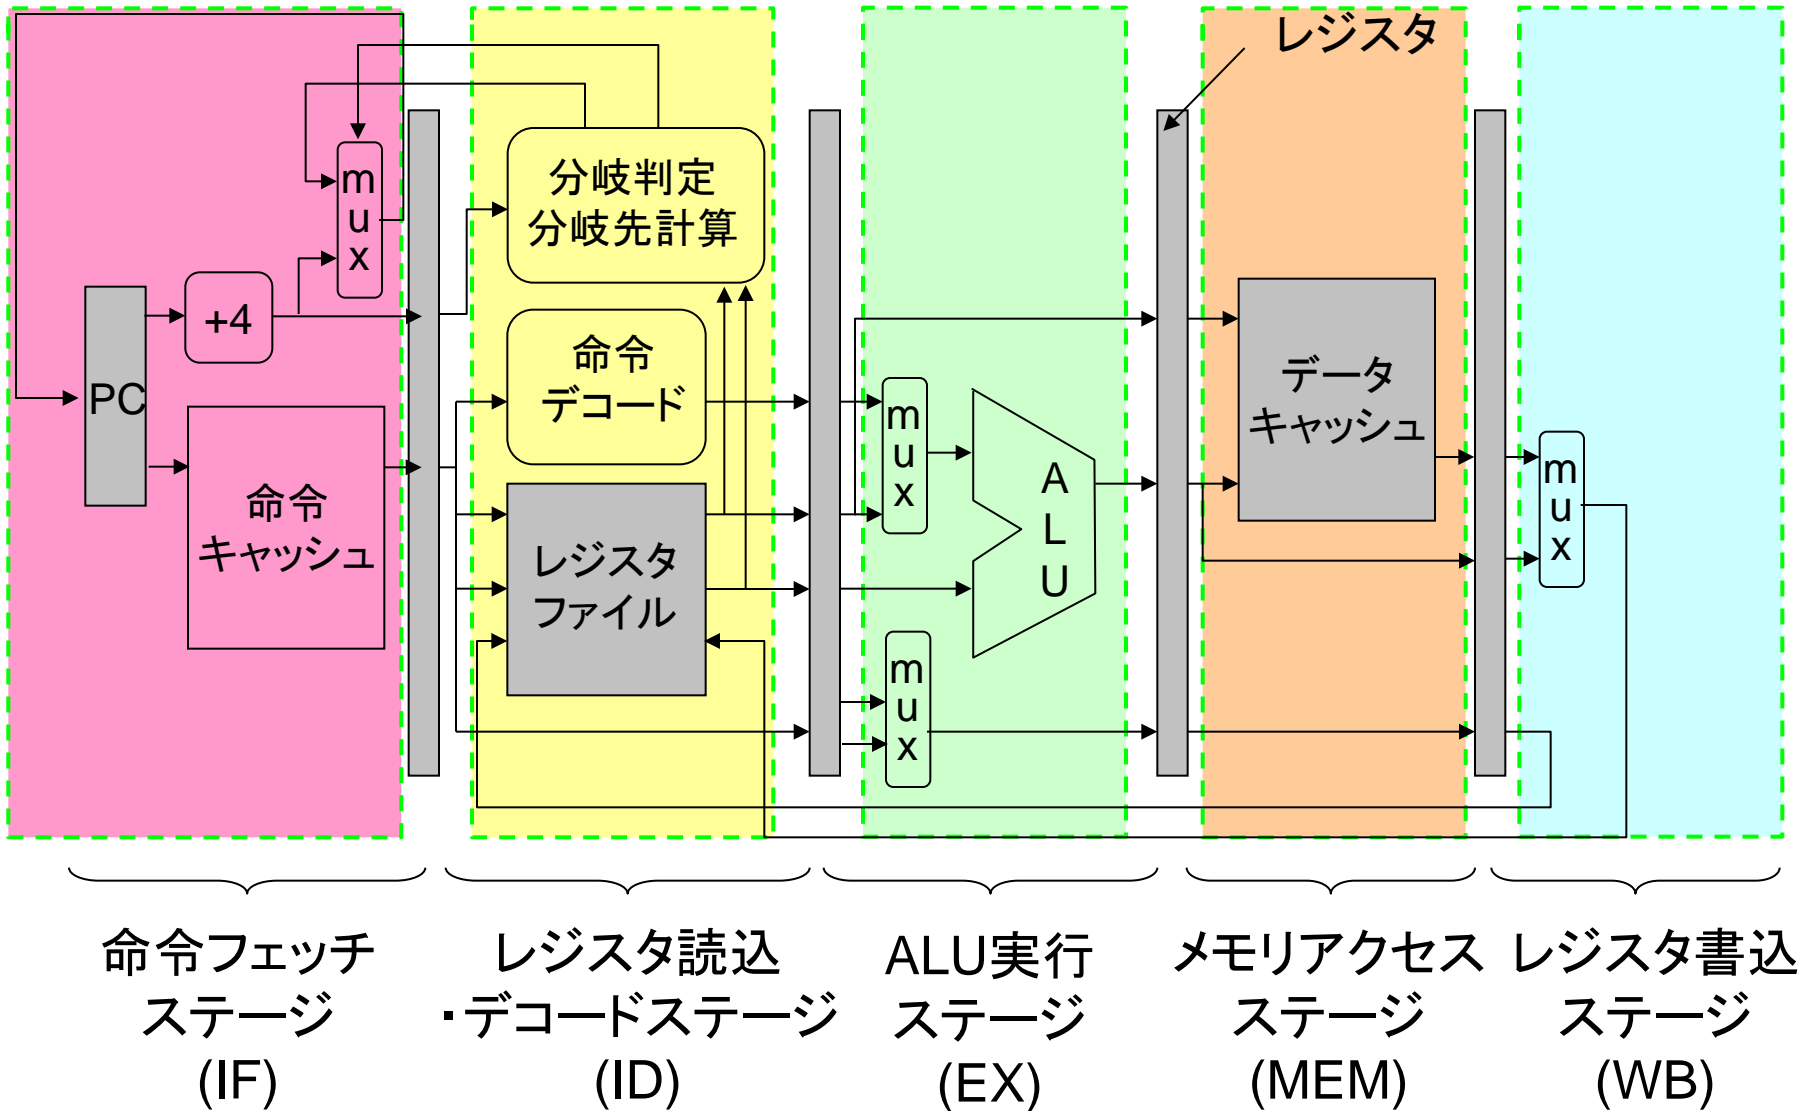 レジスタ
mux
分岐判定
分岐先計算
+4
PC
命令
デコード
命令
キャッシュ
レジスタ
ファイル
mux
ALU
mux
データ
キャッシュ
mux
命令フェッチ
ステージ
(IF)
レジスタ読込
・デコードステージ
(ID)
ALU実行
ステージ
(EX)
メモリアクセス
ステージ
(MEM)
レジスタ書込
ステージ
(WB)